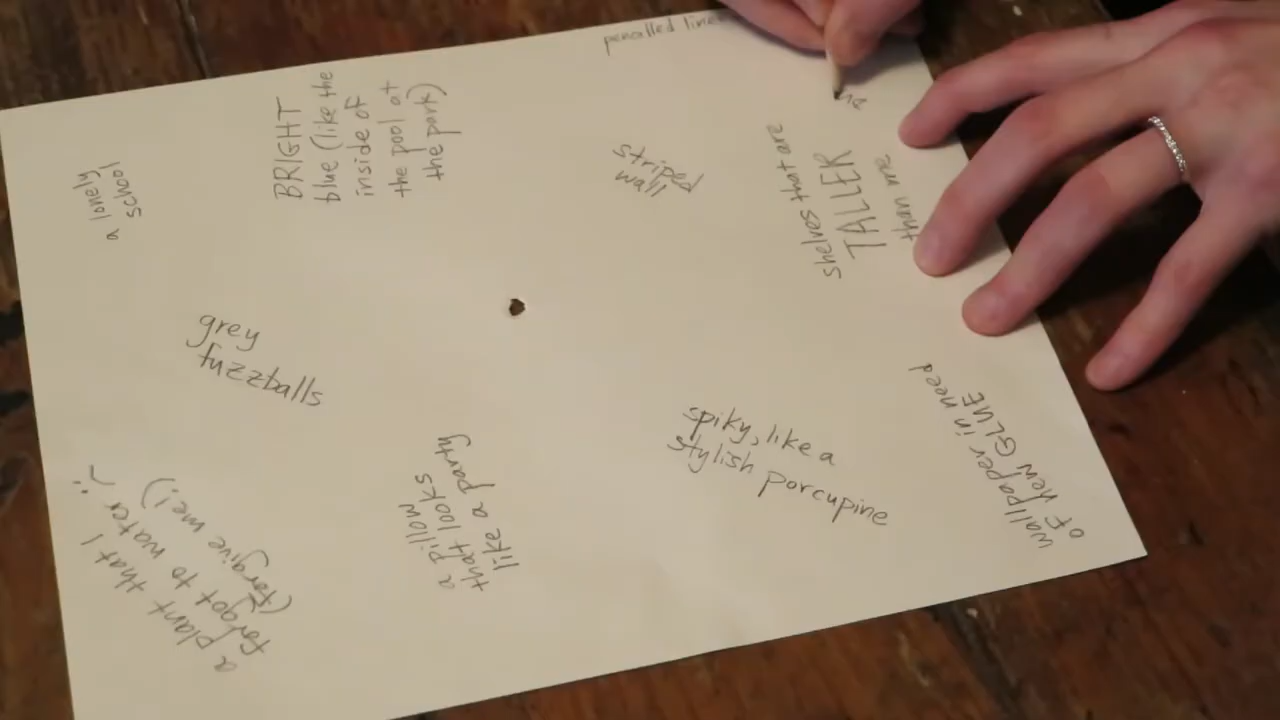 pencilled line
BRIGHT
blue (like the
inside of
the pool at
the park)
a lonely
school
striped
wall
shelves that are
TALLER
than me
grey
fuzzballs
spiky, like a
stylish porcupine
wallpaper in need
of new GLUE
a pillow
that looks
like a party
a plant that I
forgot to water :(
(forgive me!)